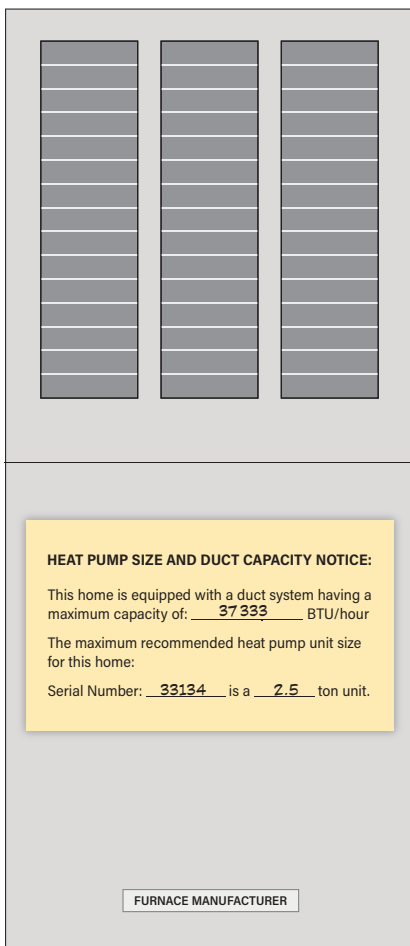 HEAT PUMP SIZE AND DUCT CAPACITY NOTICE:
This home is equipped with a duct system having a
maximum capacity of: 37333 BTU/hour
The maximum recommended heat pump unit size
for this home:
Serial Number: 33134 is a 2.5 ton unit.
FURNACE MANUFACTURER